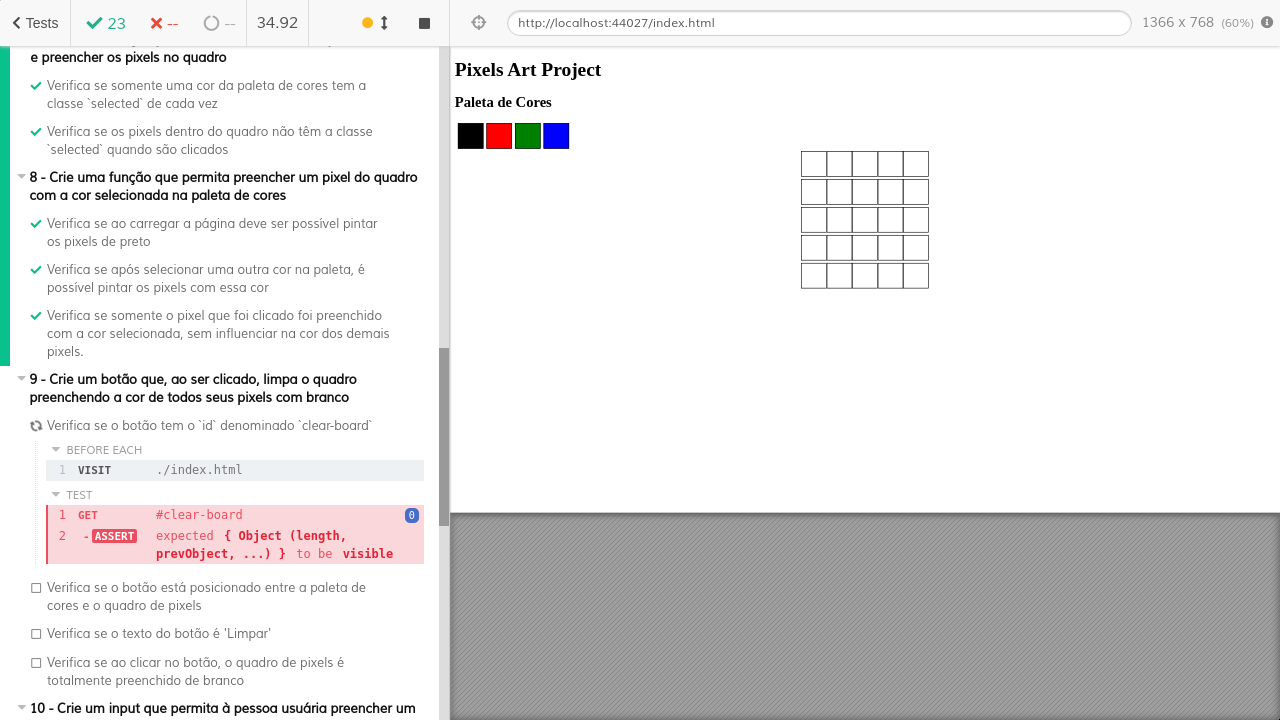 Tests
23
--
--
34.92
http://localhost:44027/index.html
1366 x 768 (60%)
e preencher os pixels no quadro
Verifica se somente uma cor da paleta de cores tem a
classe `selected` de cada vez
Verifica se os pixels dentro do quadro não têm a classe
`selected` quando são clicados
8 - Crie uma função que permita preencher um pixel do quadro
com a cor selecionada na paleta de cores
Verifica se ao carregar a página deve ser possível pintar
os pixels de preto
Verifica se após selecionar uma outra cor na paleta, é
possível pintar os pixels com essa cor
Verifica se somente o pixel que foi clicado foi preenchido
com a cor selecionada, sem influenciar na cor dos demais
pixels.
9 - Crie um botão que, ao ser clicado, limpa o quadro
preenchendo a cor de todos seus pixels com branco
Verifica se o botão tem o `id` denominado `clear-board`
BEFORE EACH
1 VISIT ./index.html
TEST
1 GET #clear-board 0
2 -ASSERT expected { Object (length,
prevObject, ...) } to be visible
Verifica se o botão está posicionado entre a paleta de
cores e o quadro de pixels
Verifica se o texto do botão é 'Limpar'
Verifica se ao clicar no botão, o quadro de pixels é
totalmente preenchido de branco
10 - Crie um input que permita à pessoa usuária preencher um
Pixels Art Project
Paleta de Cores